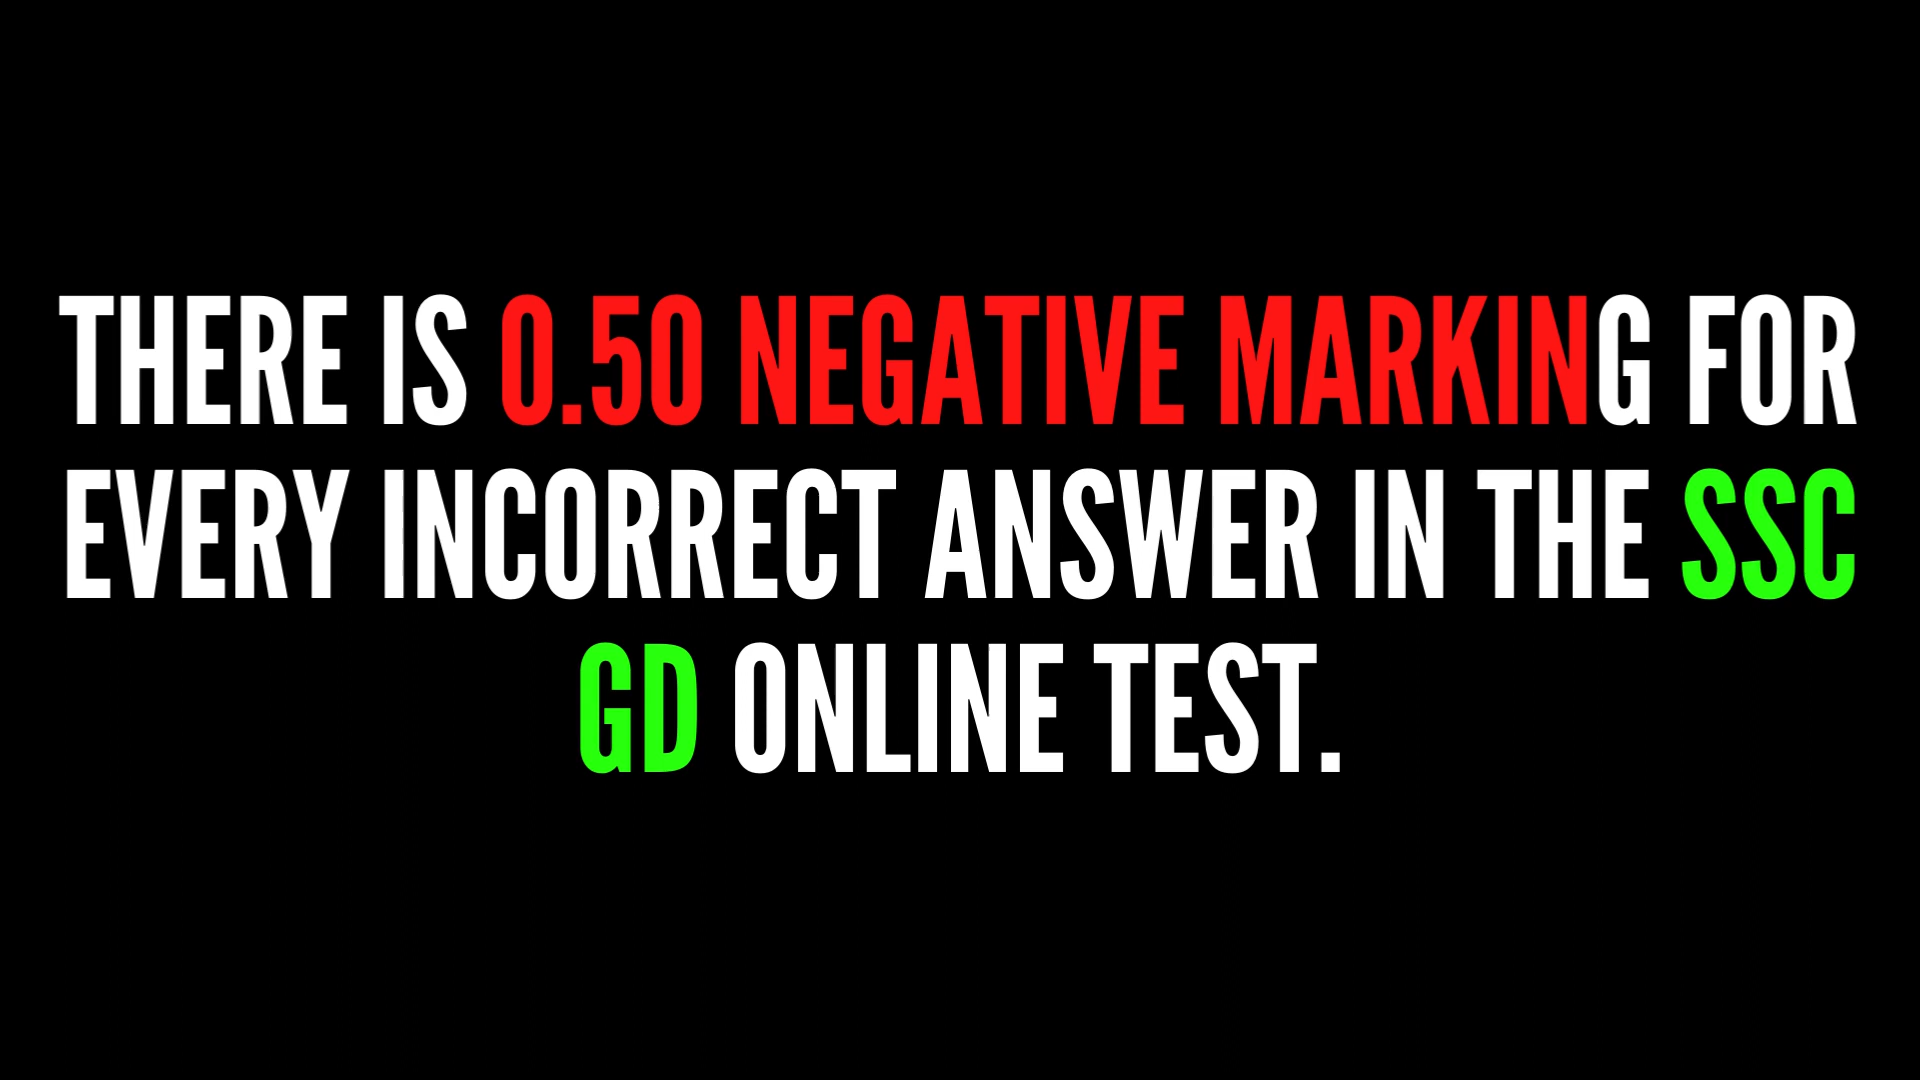 THERE IS 0.50 NEGATIVE MARKING FOR
EVERY INCORRECT ANSWER IN THE SSC
GD ONLINE TEST.